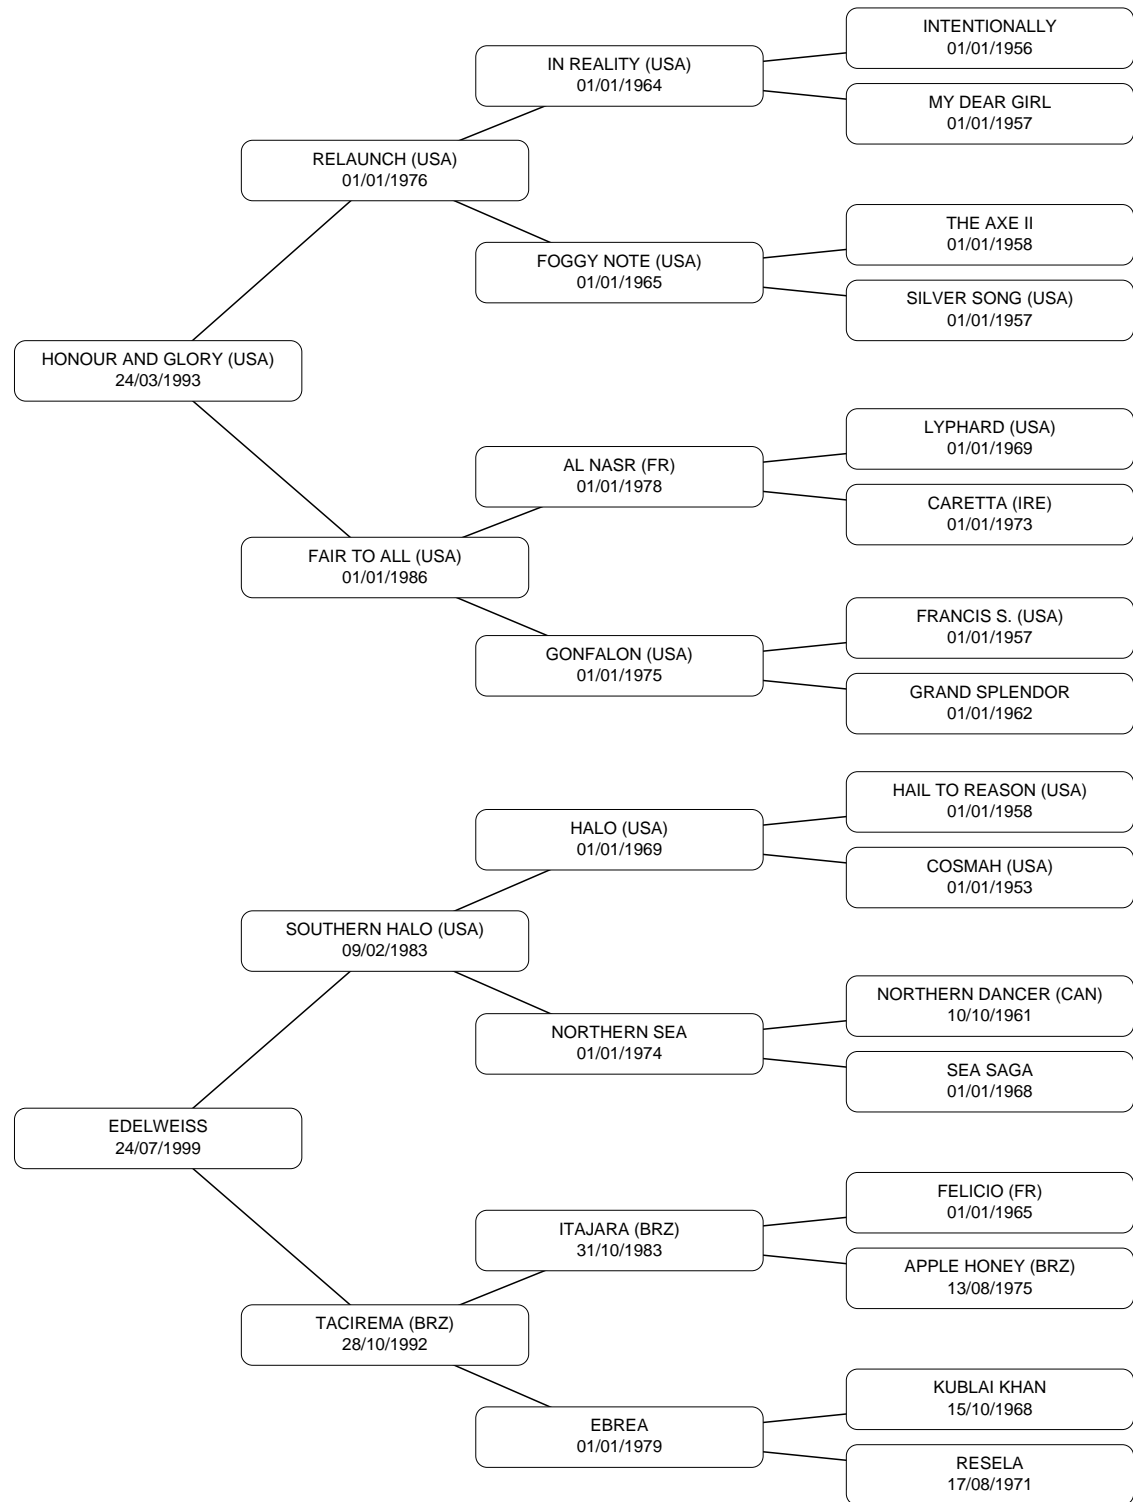 INTENTIONALLY
01/01/1956
IN REALITY (USA)
01/01/1964
MY DEAR GIRL
01/01/1957
RELAUNCH (USA)
01/01/1976
THE AXE II
01/01/1958
FOGGY NOTE (USA)
01/01/1965
SILVER SONG (USA)
01/01/1957
HONOUR AND GLORY (USA)
24/03/1993
LYPHARD (USA)
01/01/1969
AL NASR (FR)
01/01/1978
CARETTA (IRE)
01/01/1973
FAIR TO ALL (USA)
01/01/1986
FRANCIS S. (USA)
01/01/1957
GONFALON (USA)
01/01/1975
GRAND SPLENDOR
01/01/1962
HAIL TO REASON (USA)
01/01/1958
HALO (USA)
01/01/1969
COSMAH (USA)
01/01/1953
SOUTHERN HALO (USA)
09/02/1983
NORTHERN DANCER (CAN)
10/10/1961
NORTHERN SEA
01/01/1974
SEA SAGA
01/01/1968
EDELWEISS
24/07/1999
FELICIO (FR)
01/01/1965
ITAJARA (BRZ)
31/10/1983
APPLE HONEY (BRZ)
13/08/1975
TACIREMA (BRZ)
28/10/1992
KUBLAI KHAN
15/10/1968
EBREA
01/01/1979
RESELA
17/08/1971